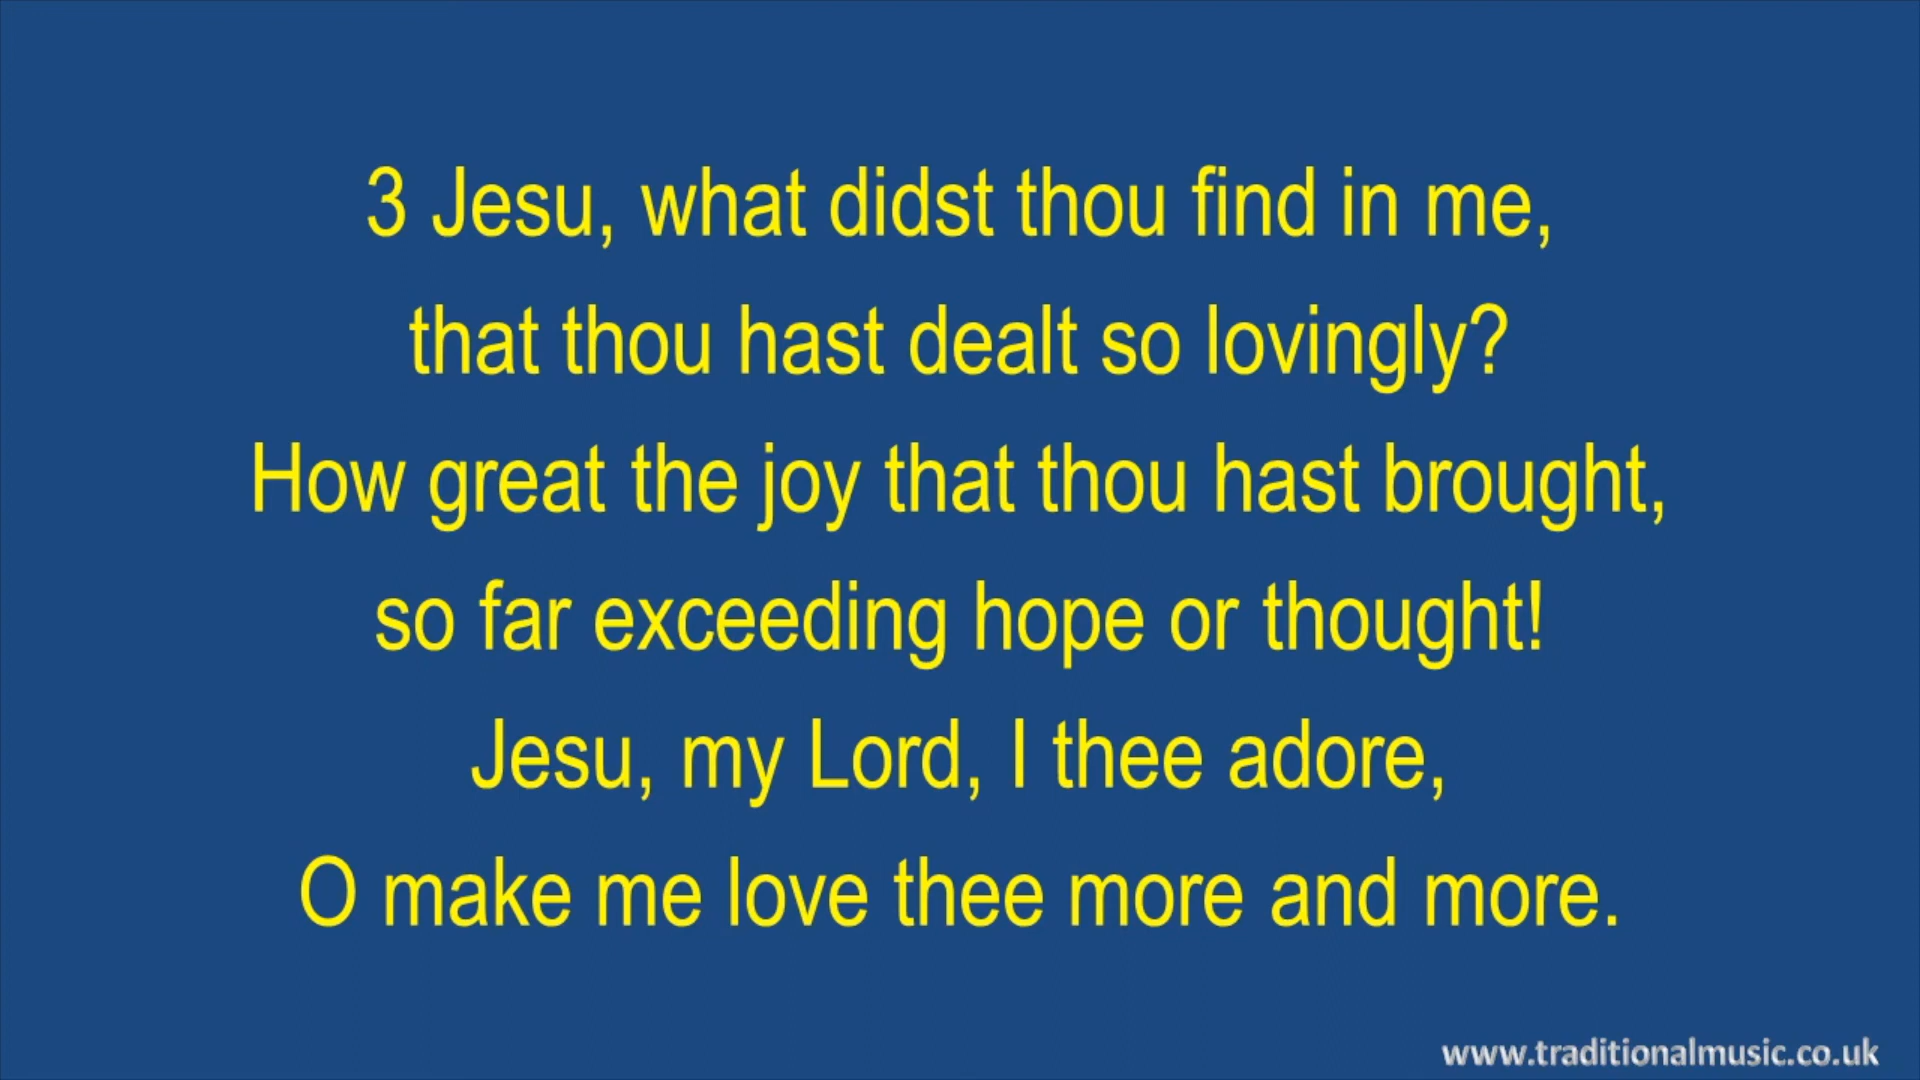 3 Jesu, what didst thou find in me,
that thou hast dealt so lovingly?
How great the joy that thou hast brought,
so far exceeding hope or thought!
Jesu, my Lord, I thee adore,
O make me love thee more and more.
www.traditionalmusic.co.uk